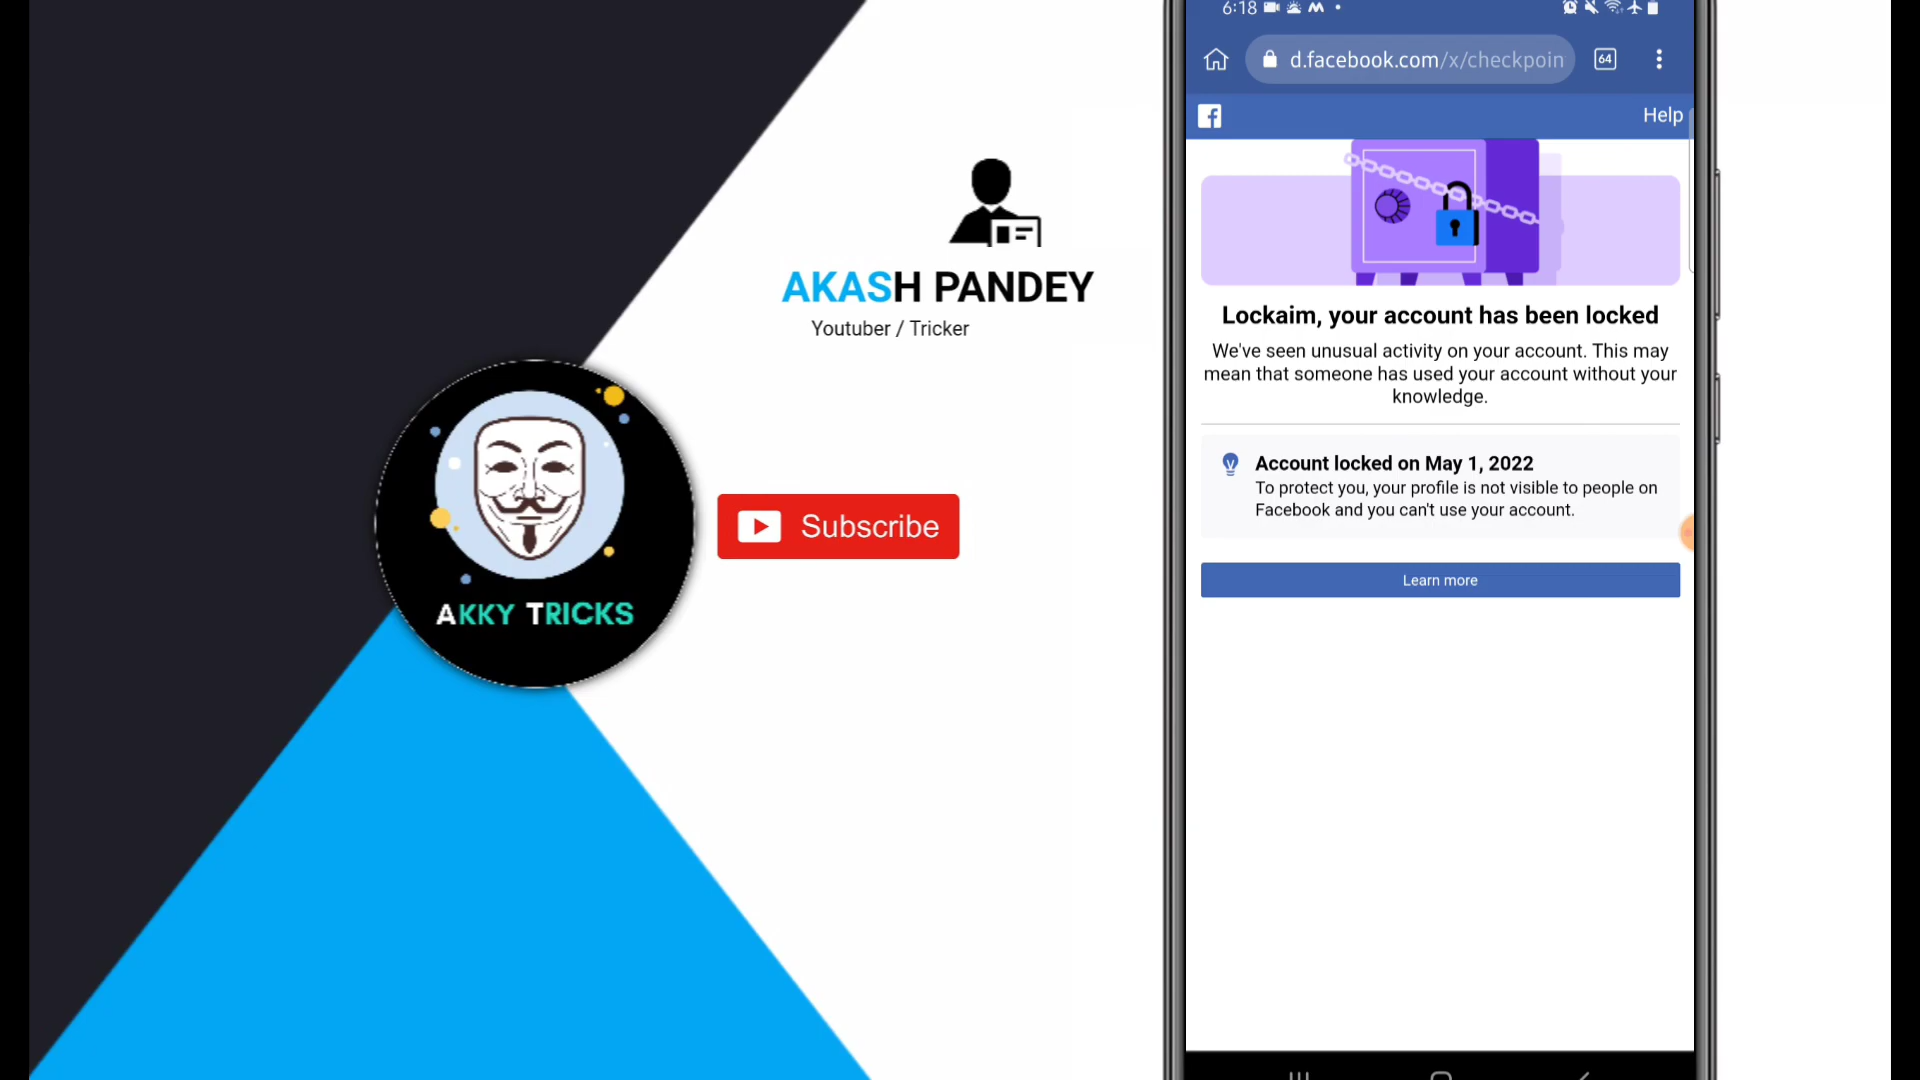 AKASH PANDEY
Youtuber / Tricker
Subscribe
AKKY TRICKS
6:18
d.facebook.com/x/checkpoin
64
Help
Lockaim, your account has been locked
We've seen unusual activity on your account. This may
mean that someone has used your account without your
knowledge.
Account locked on May 1, 2022
To protect you, your profile is not visible to people on
Facebook and you can't use your account.
Learn more